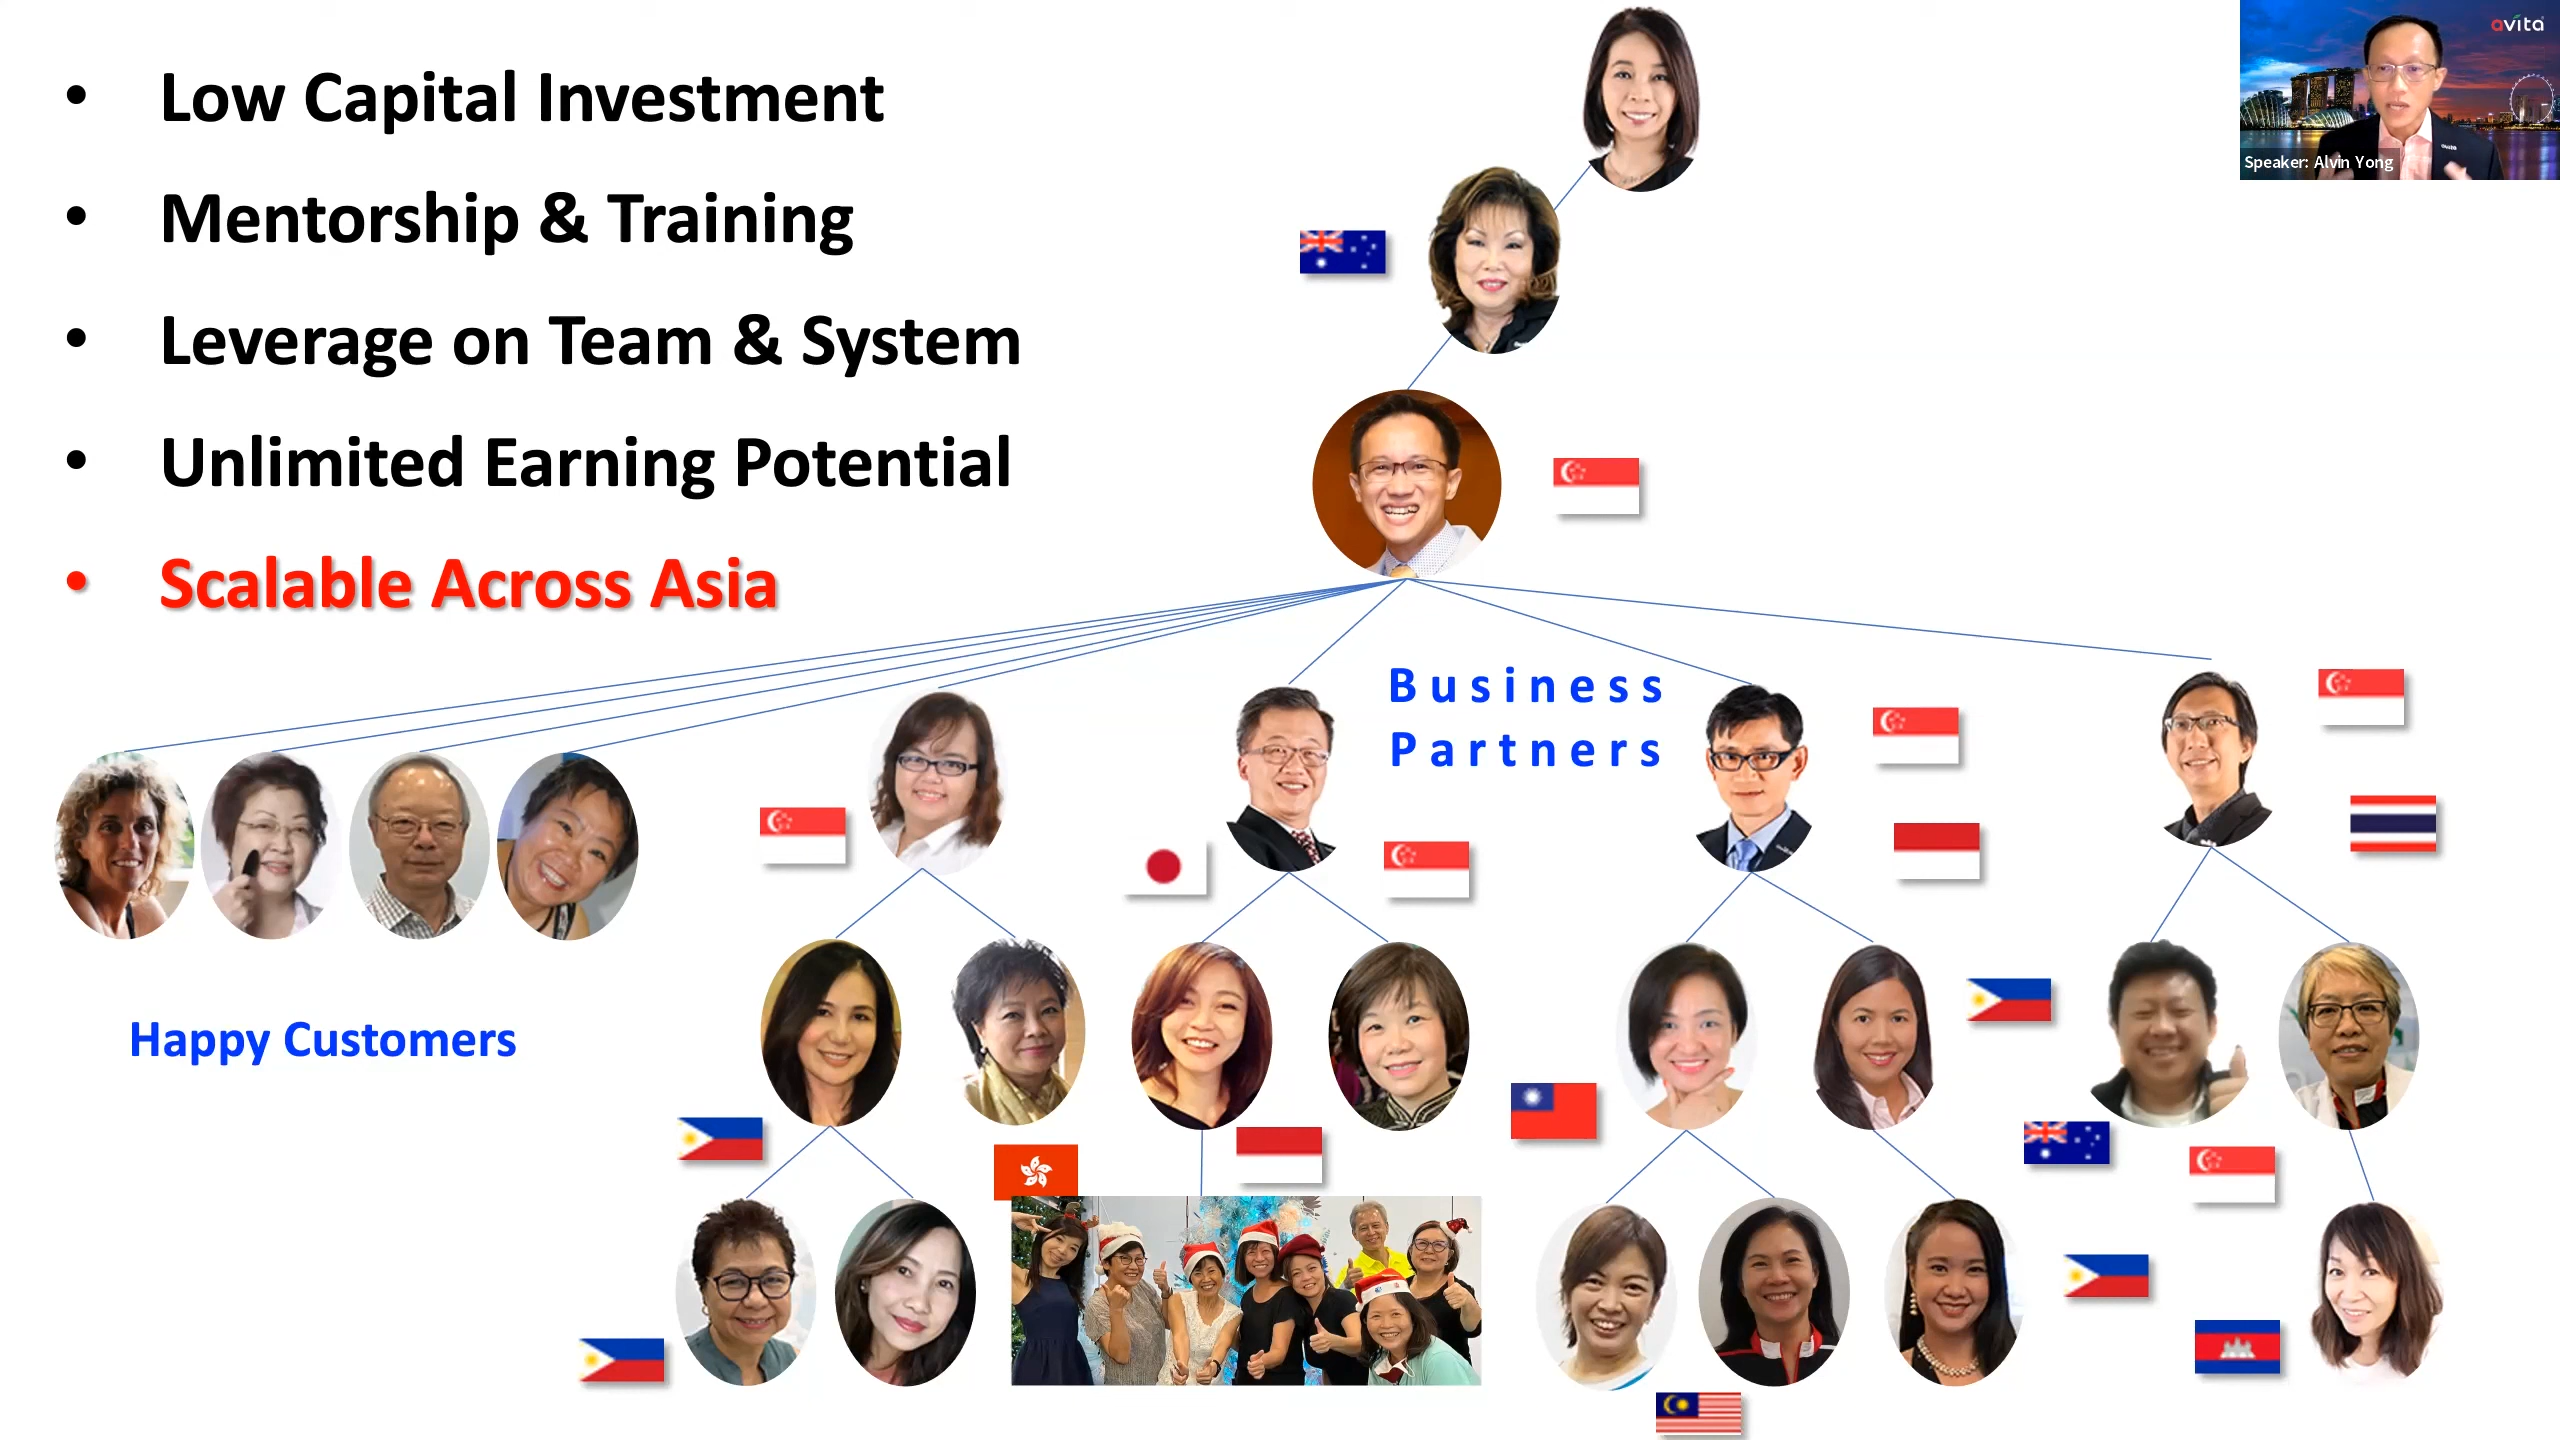 • Low Capital Investment
• Mentorship & Training
• Leverage on Team & System
• Unlimited Earning Potential
• Scalable Across Asia
avita
Speaker: Alvin Yong
Business
Partners
Happy Customers